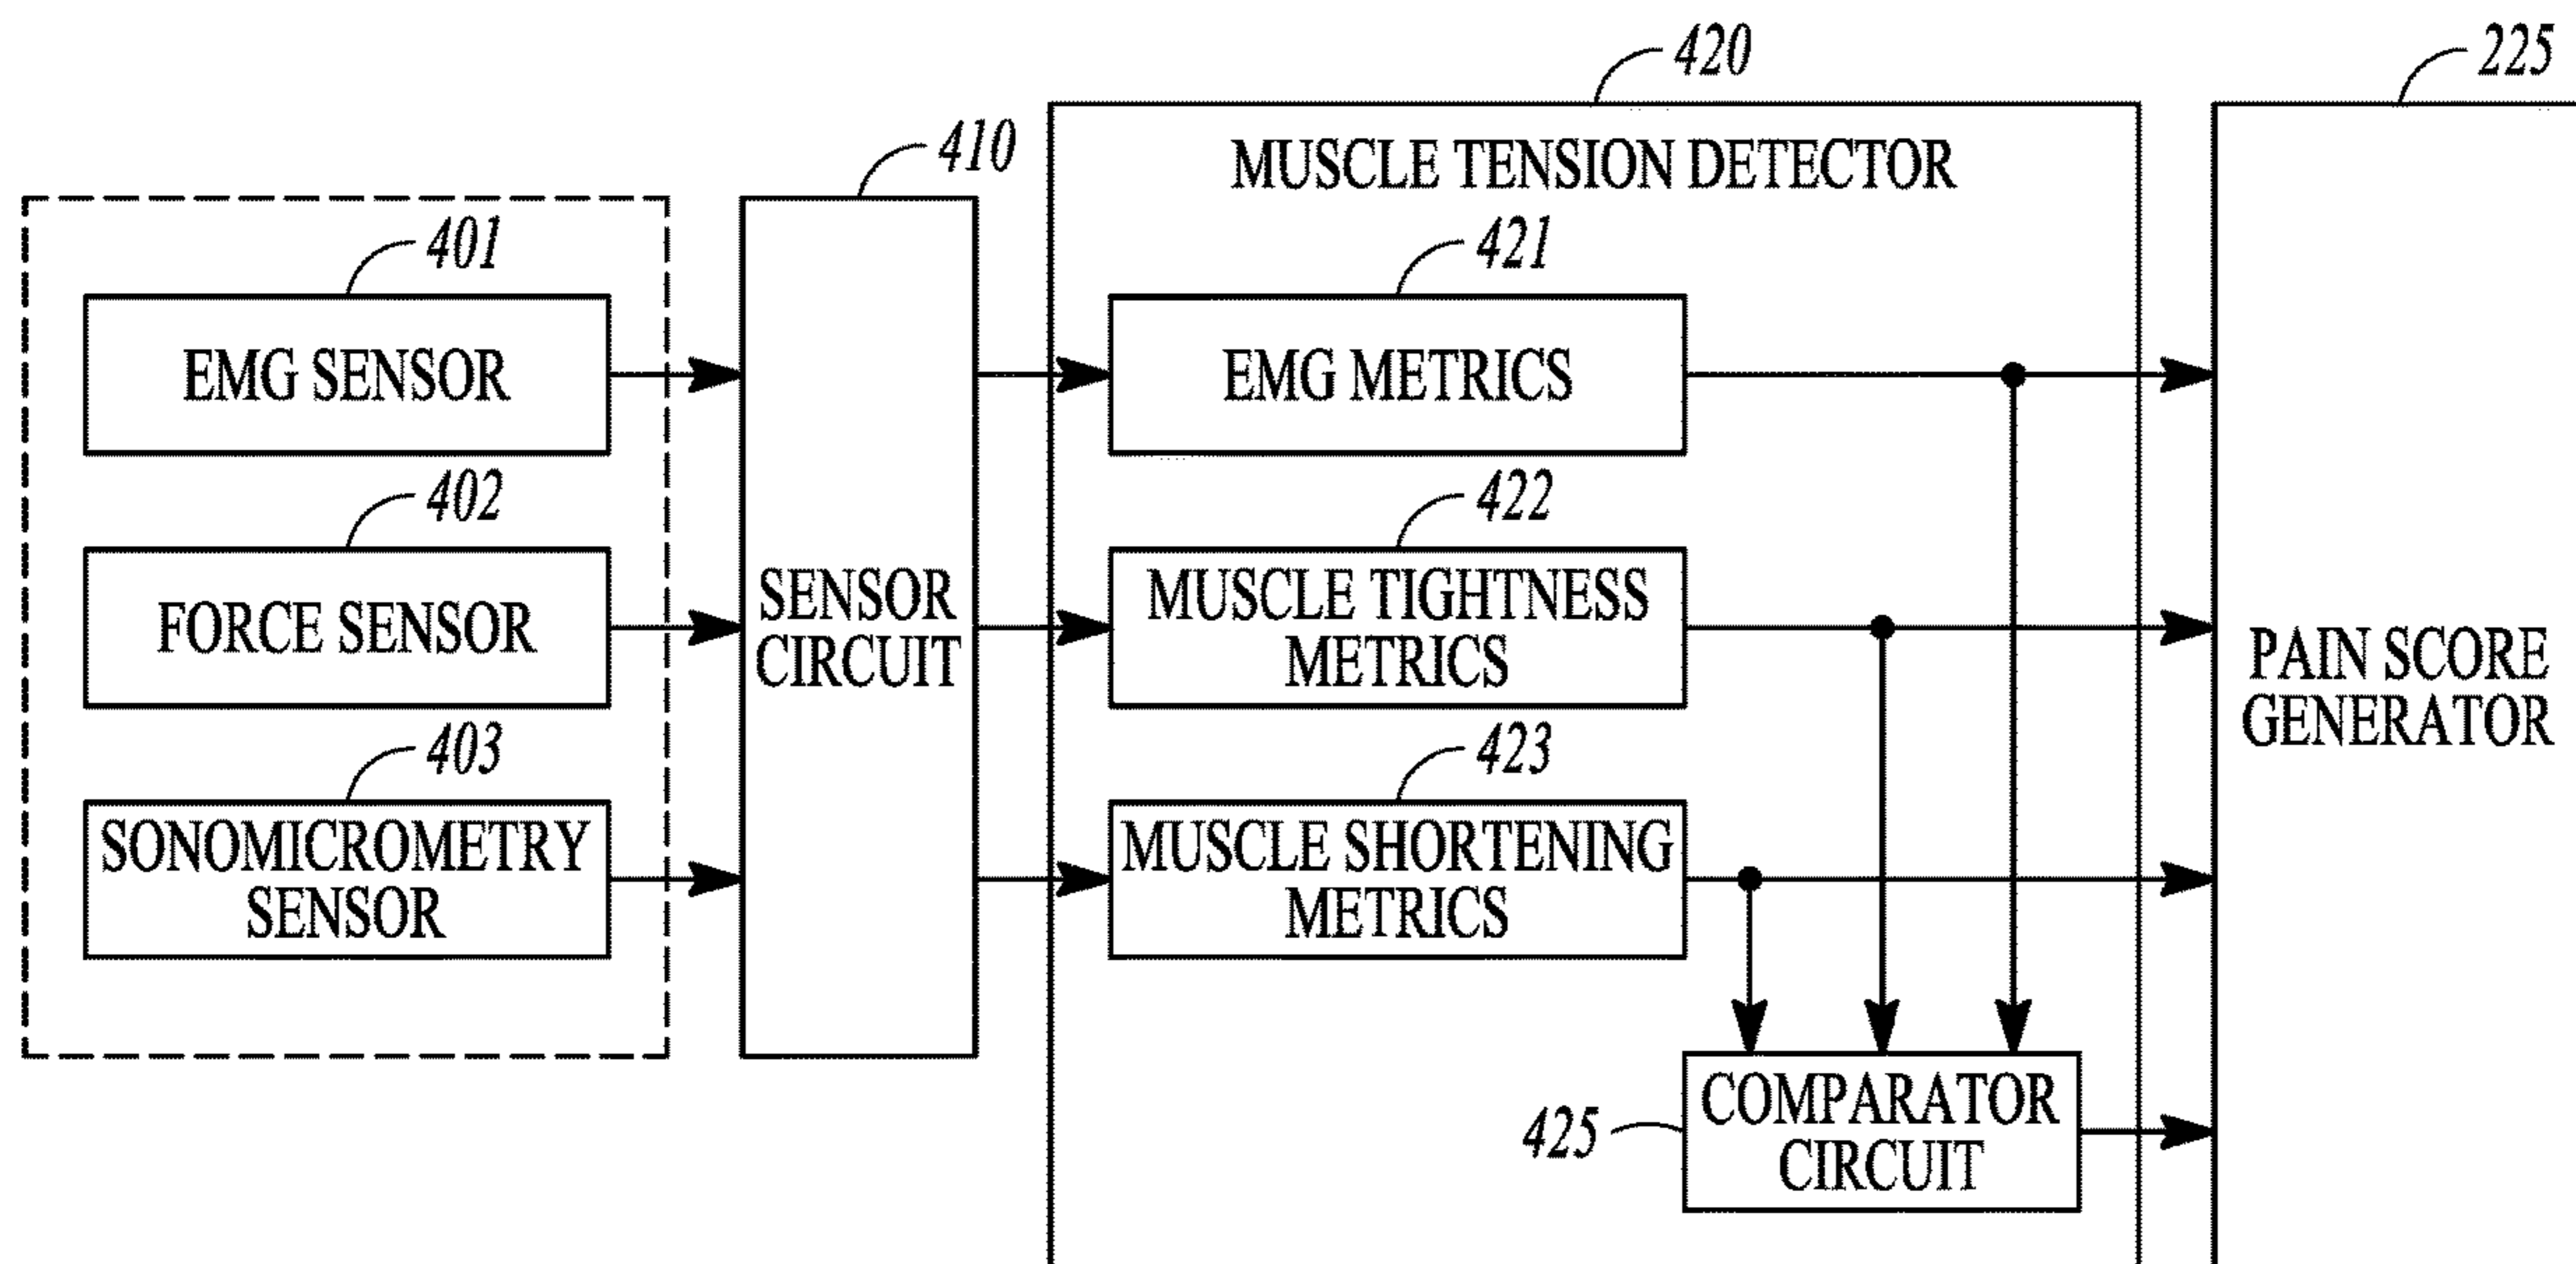 420
225
410
MUSCLE TENSION DETECTOR
401
421
EMG SENSOR
EMG METRICS
402
422
FORCE SENSOR
SENSOR
CIRCUIT
MUSCLE TIGHTNESS
METRICS
PAIN SCORE
GENERATOR
403
423
SONOMICROMETRY
SENSOR
MUSCLE SHORTENING
METRICS
425
COMPARATOR
CIRCUIT